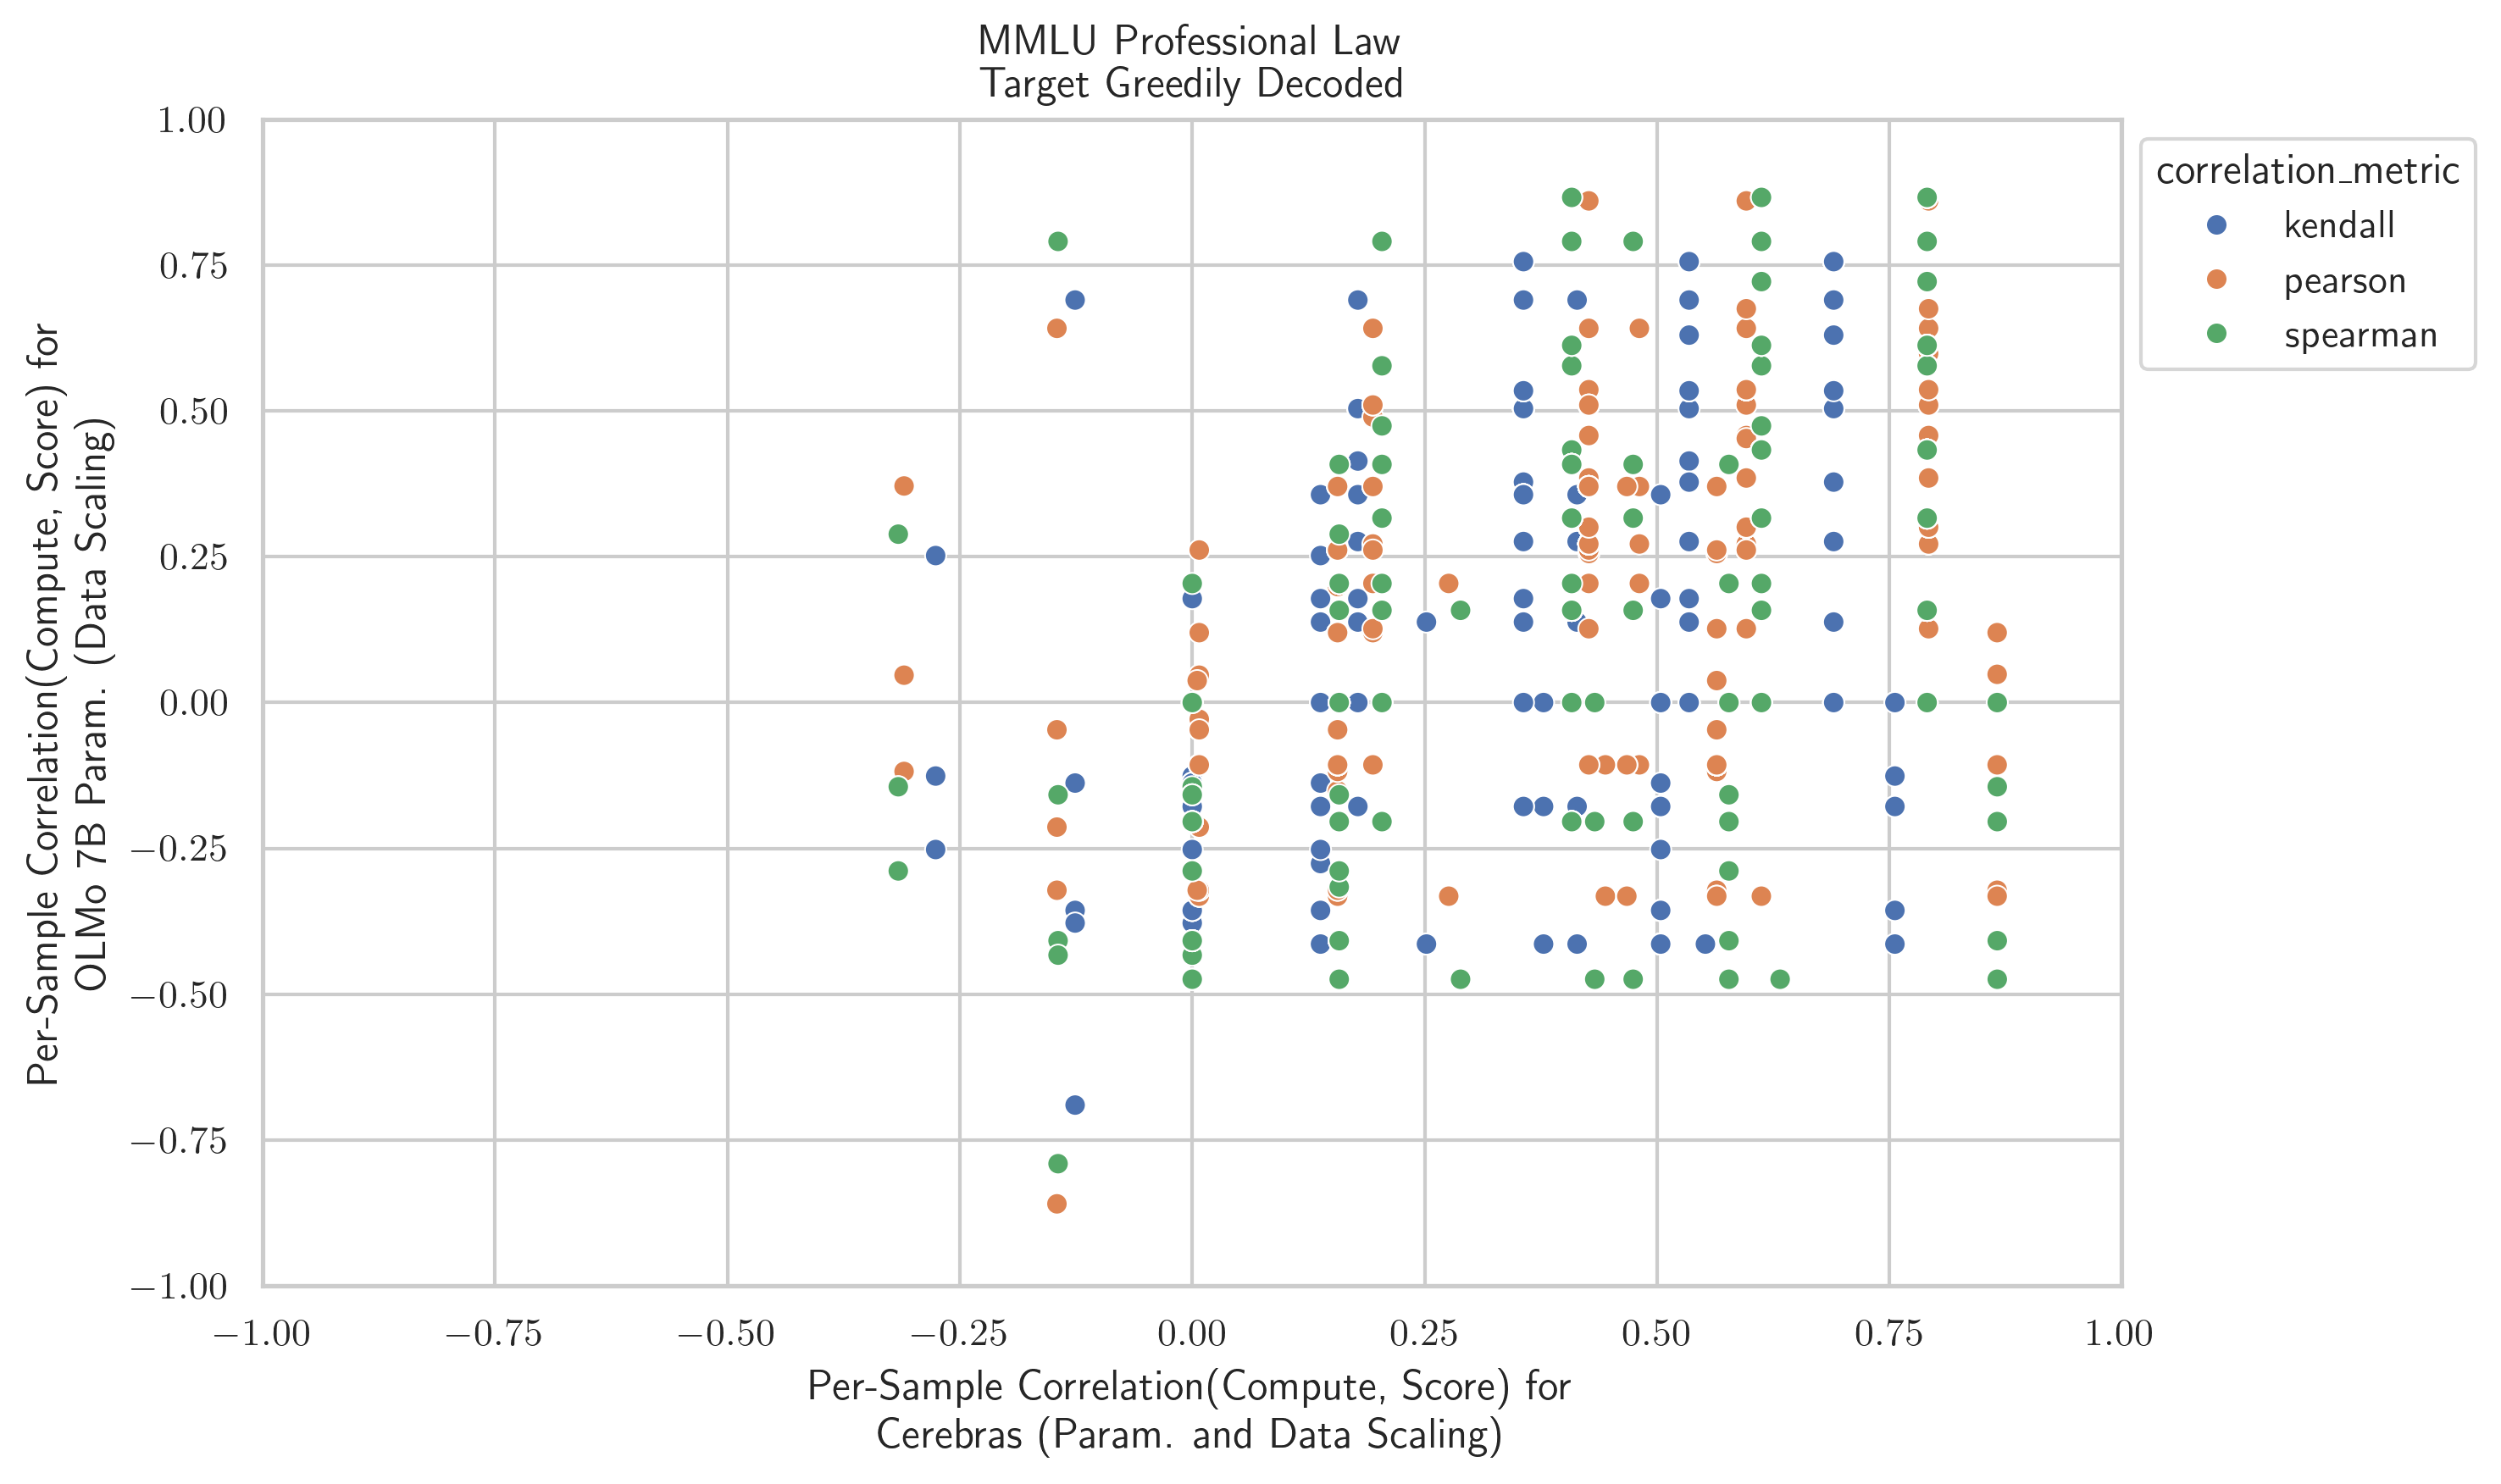 MMLU Professional Law
Target Greedily Decoded
Per-Sample Correlation(Compute, Score) for
OLMo 7B Param. (Data Scaling)
1.00
0.75
0.50
0.25
0.00
−0.25
−0.50
−0.75
−1.00
−1.00
−0.75
−0.50
−0.25
0.00
0.25
0.50
0.75
1.00
Per-Sample Correlation(Compute, Score) for
Cerebras (Param. and Data Scaling)
correlation_metric
kendall
pearson
spearman